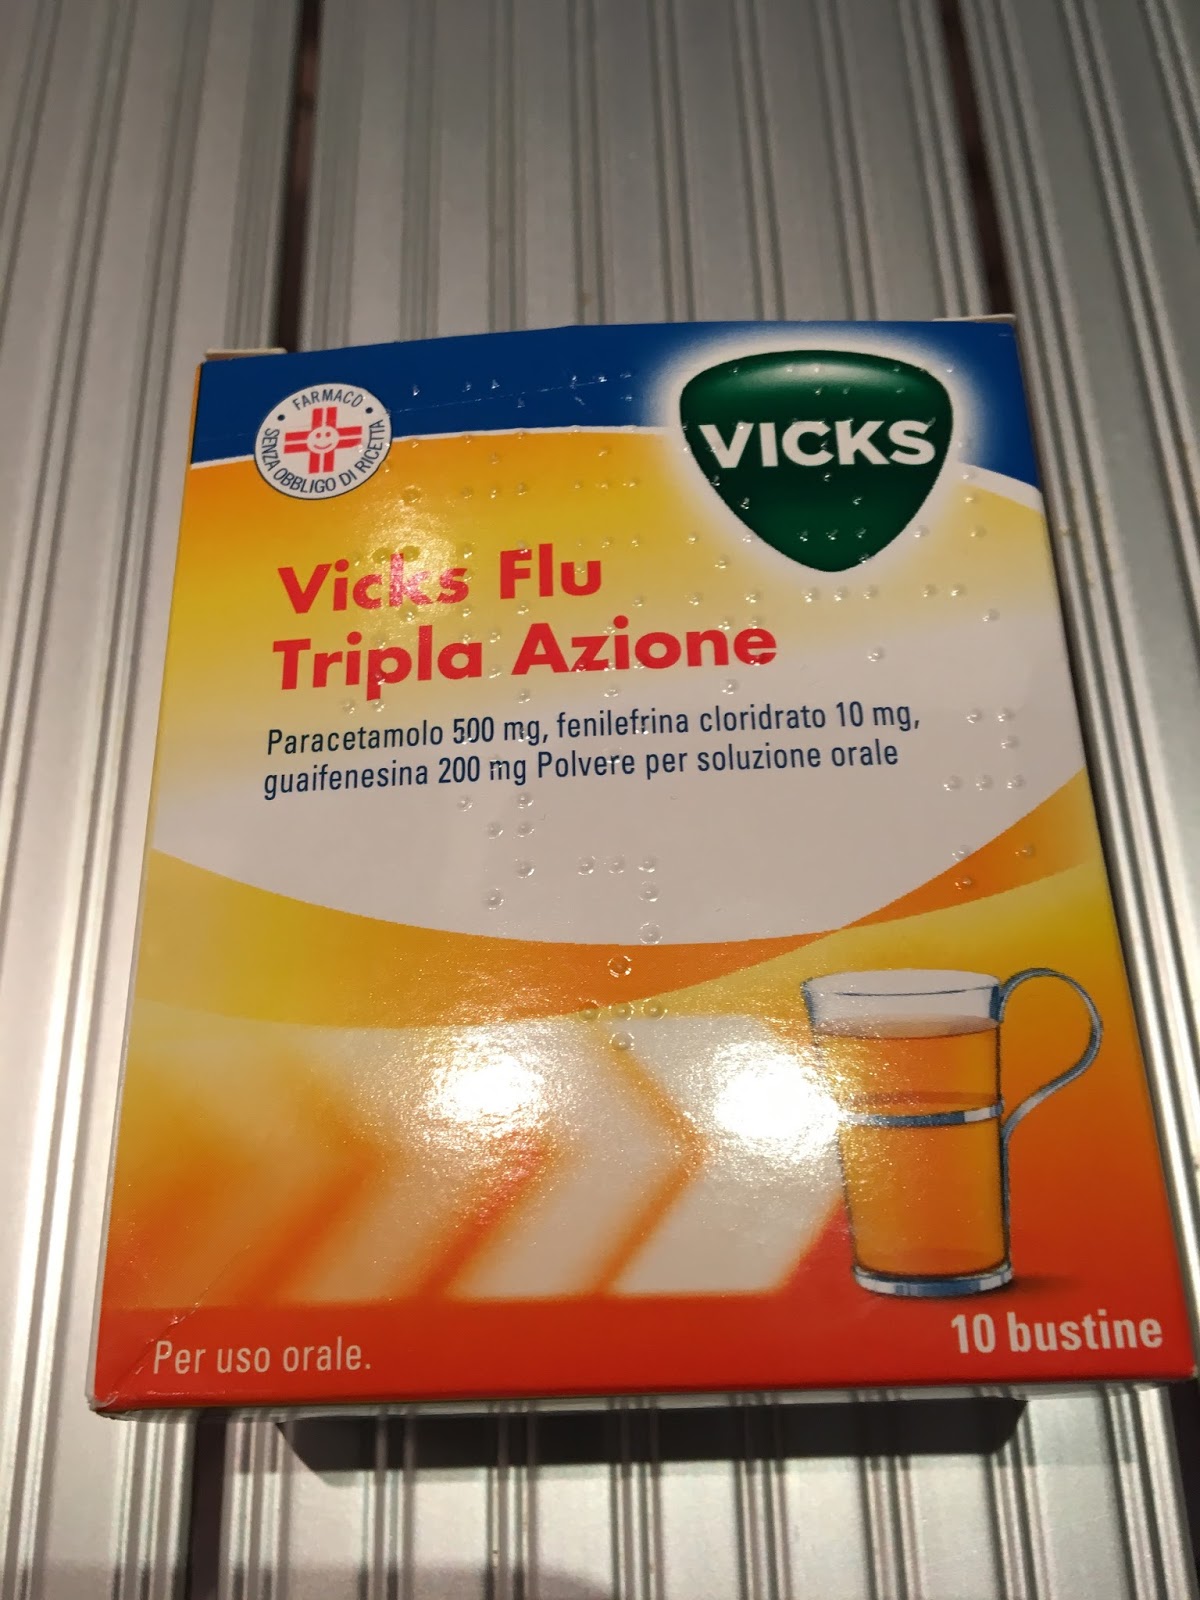 FARMACO
SENZA OBBLIGO DI RICETTA
VICKS
Vicks Flu
Tripla Azione
Paracetamolo 500 mg, fenilefrina cloridrato 10 mg,
guaifenesina 200 mg Polvere per soluzione orale
10 bustine
Per uso orale.